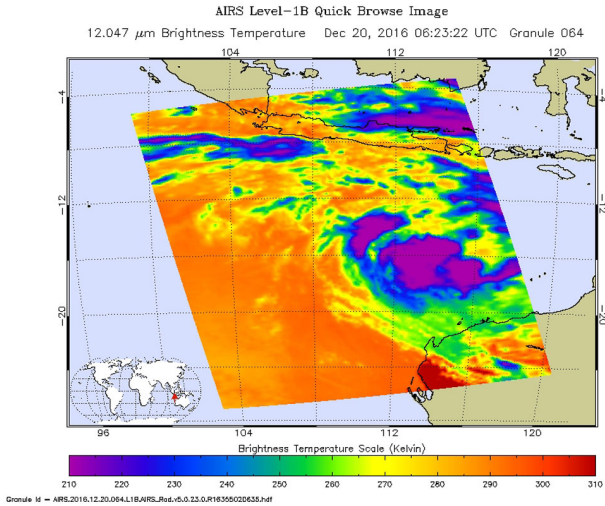 AIRS Level-1B Quick Browse Image
12.047 μm Brightness Temperature   Dec 20, 2016 06:23:22 UTC   Granule 064
104 112 120
-4 -4
-12 -12
-20 -20
96 104 112 120
Brightness Temperature Scale (Kelvin)
210 220 230 240 250 260 270 280 290 300 310
Granule Id = AIRS.2016.12.20.064.L1B.AIRS_Rad.v5.0.23.0.R16355020635.hdf